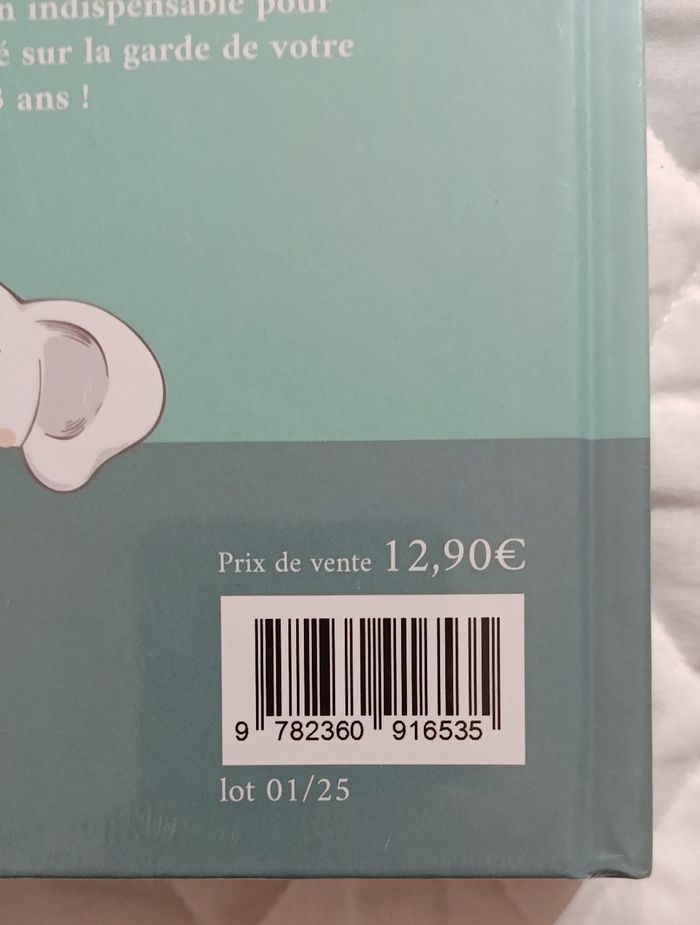 n indispensable pour
é sur la garde de votre
3 ans !
Prix de vente 12,90€
9 782360 916535
lot 01/25